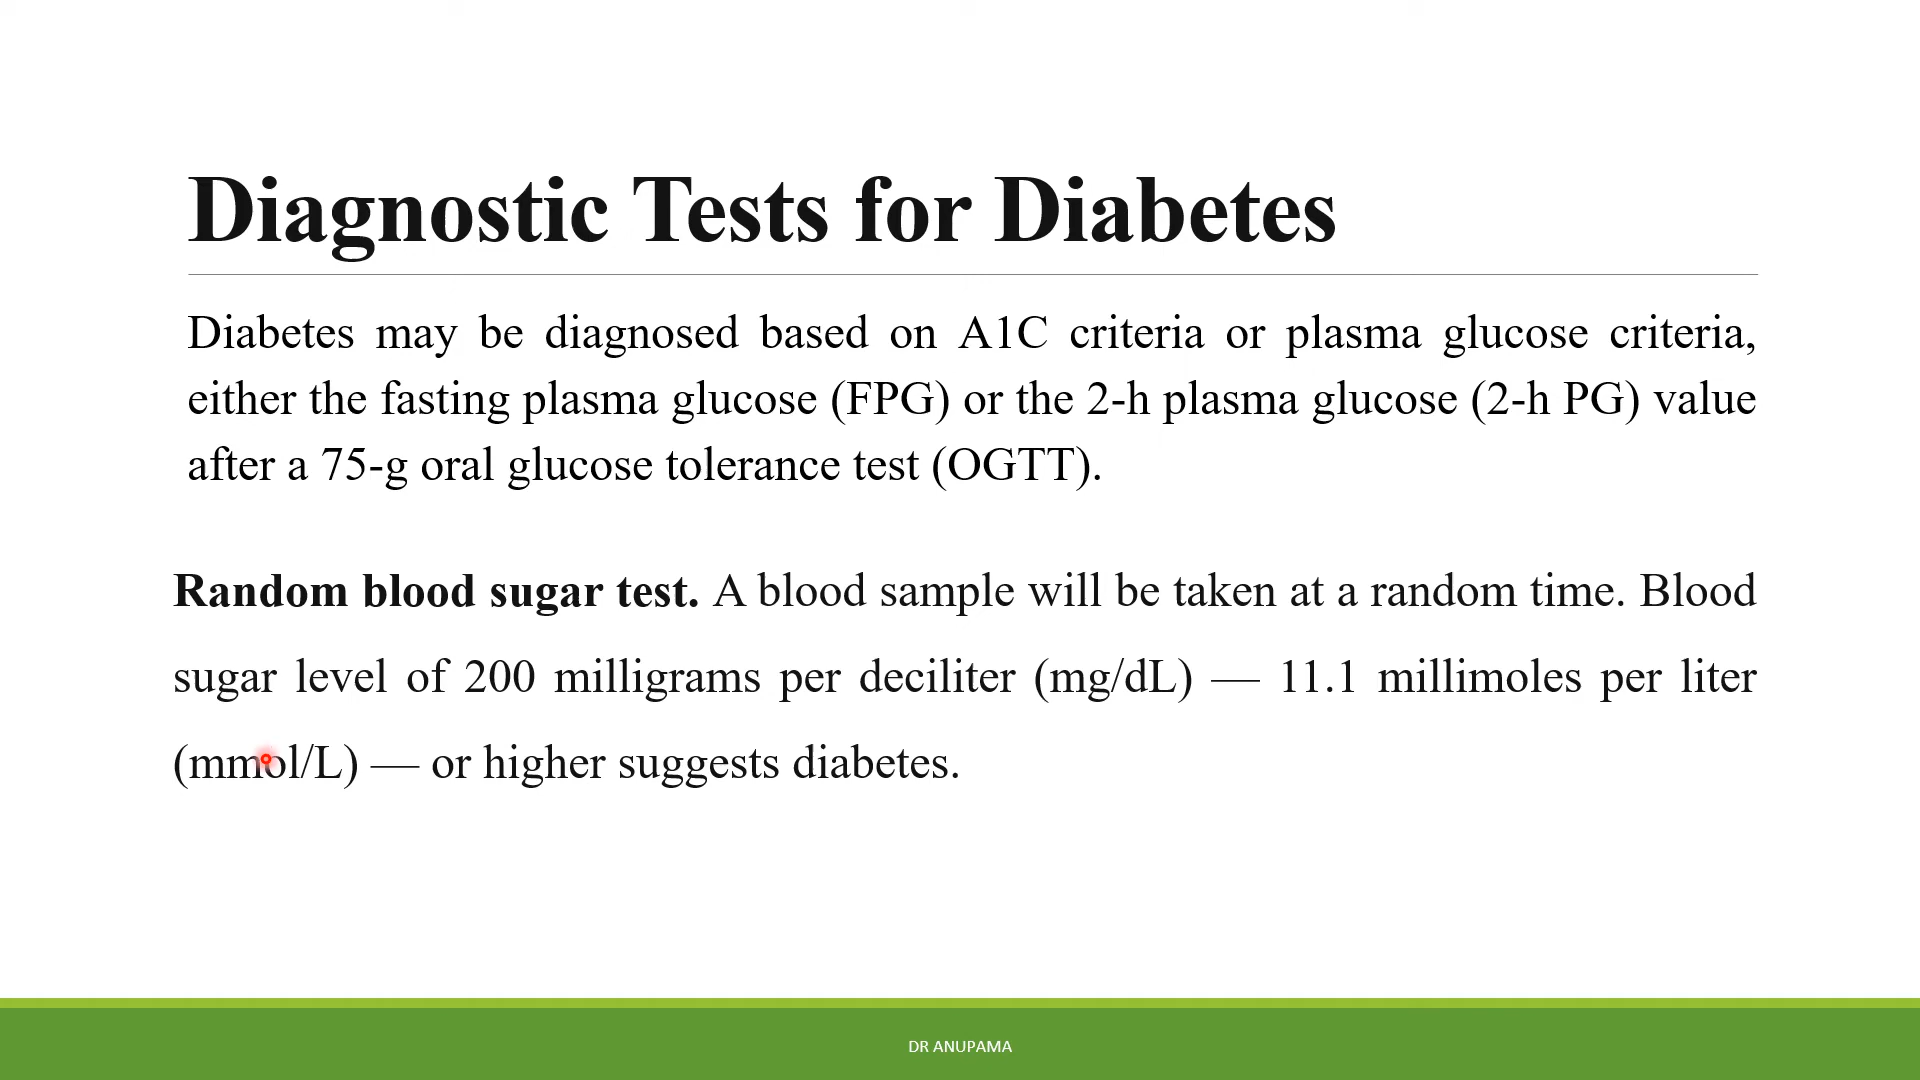 Diagnostic Tests for Diabetes
Diabetes may be diagnosed based on A1C criteria or plasma glucose criteria,
either the fasting plasma glucose (FPG) or the 2-h plasma glucose (2-h PG) value
after a 75-g oral glucose tolerance test (OGTT).
Random blood sugar test. A blood sample will be taken at a random time. Blood
sugar level of 200 milligrams per deciliter (mg/dL) — 11.1 millimoles per liter
(mmol/L) — or higher suggests diabetes.
DR ANUPAMA